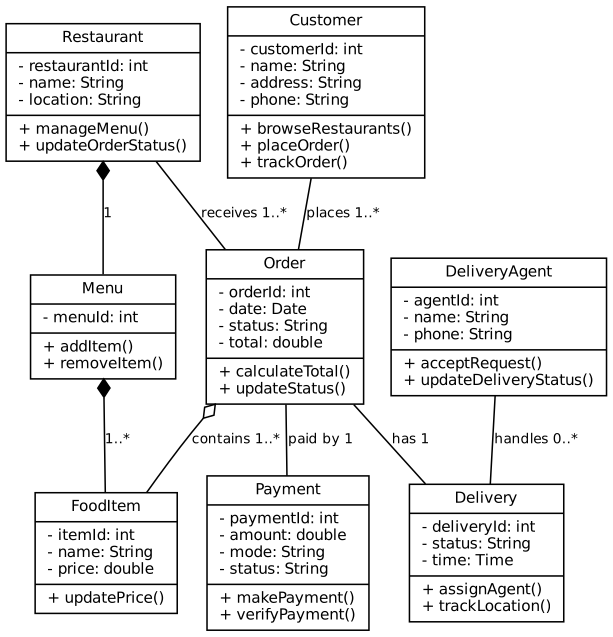 Restaurant
- restaurantId: int
- name: String
- location: String
+ manageMenu()
+ updateOrderStatus()
Customer
- customerId: int
- name: String
- address: String
- phone: String
+ browseRestaurants()
+ placeOrder()
+ trackOrder()
1
receives 1..*
places 1..*
Menu
- menuId: int
+ addItem()
+ removeItem()
Order
- orderId: int
- date: Date
- status: String
- total: double
+ calculateTotal()
+ updateStatus()
DeliveryAgent
- agentId: int
- name: String
- phone: String
+ acceptRequest()
+ updateDeliveryStatus()
1..*
contains 1..*
paid by 1
has 1
handles 0..*
FoodItem
- itemId: int
- name: String
- price: double
+ updatePrice()
Payment
- paymentId: int
- amount: double
- mode: String
- status: String
+ makePayment()
+ verifyPayment()
Delivery
- deliveryId: int
- status: String
- time: Time
+ assignAgent()
+ trackLocation()